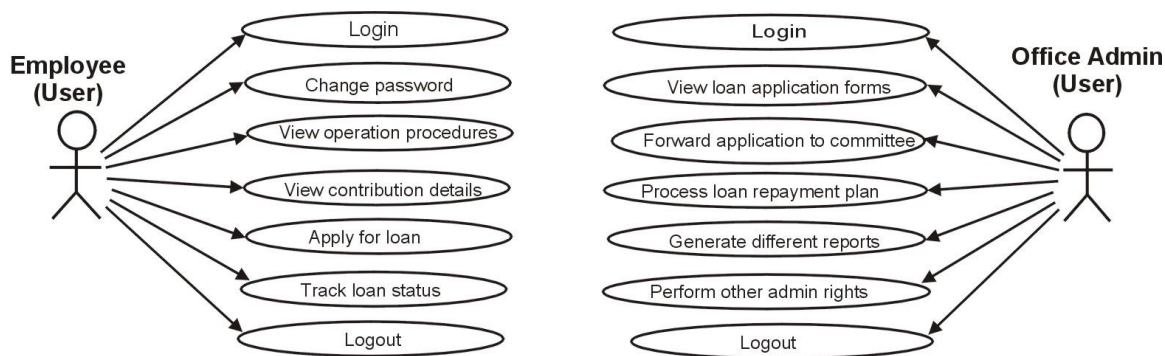 Employee
(User)
Login
Change password
View operation procedures
View contribution details
Apply for loan
Track loan status
Logout
Office Admin
(User)
Login
View loan application forms
Forward application to committee
Process loan repayment plan
Generate different reports
Perform other admin rights
Logout